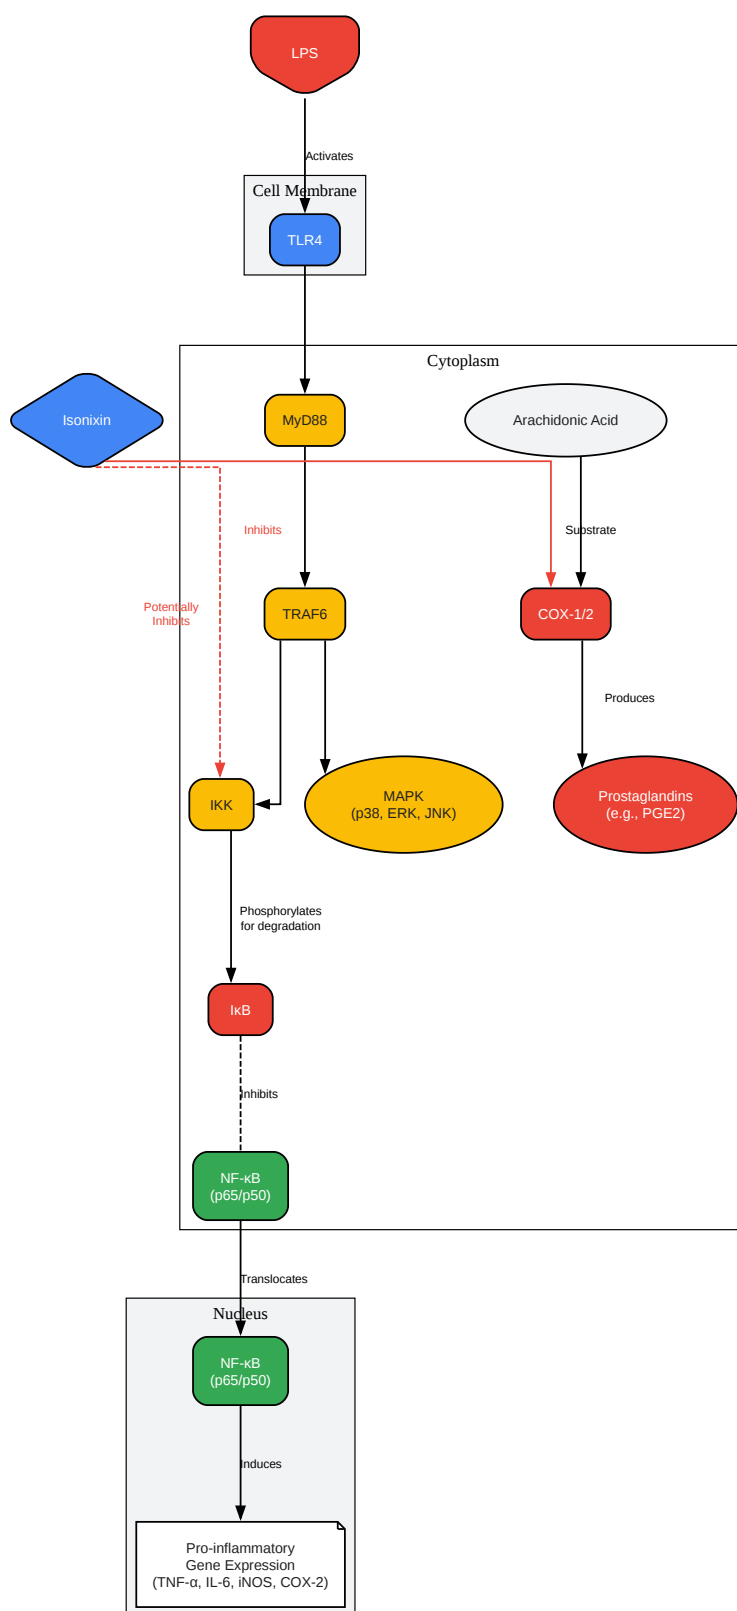 LPS
Activates
Cell Membrane
TLR4
Cytoplasm
Isonixin
MyD88
Arachidonic Acid
Inhibits
Substrate
Potentially
Inhibits
TRAF6
COX-1/2
Produces
IKK
MAPK
(p38, ERK, JNK)
Prostaglandins
(e.g., PGE2)
Phosphorylates
for degradation
IκB
Inhibits
NF-κB
(p65/p50)
Translocates
Nucleus
NF-κB
(p65/p50)
Induces
Pro-inflammatory
Gene Expression
(TNF-α, IL-6, iNOS, COX-2)